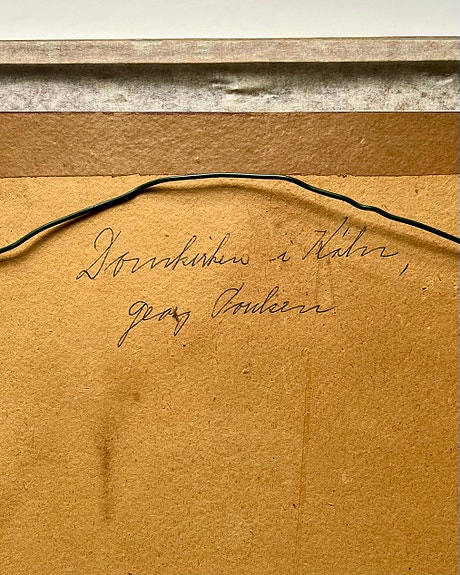 Domkirken i Köln,
Georg Poulsen